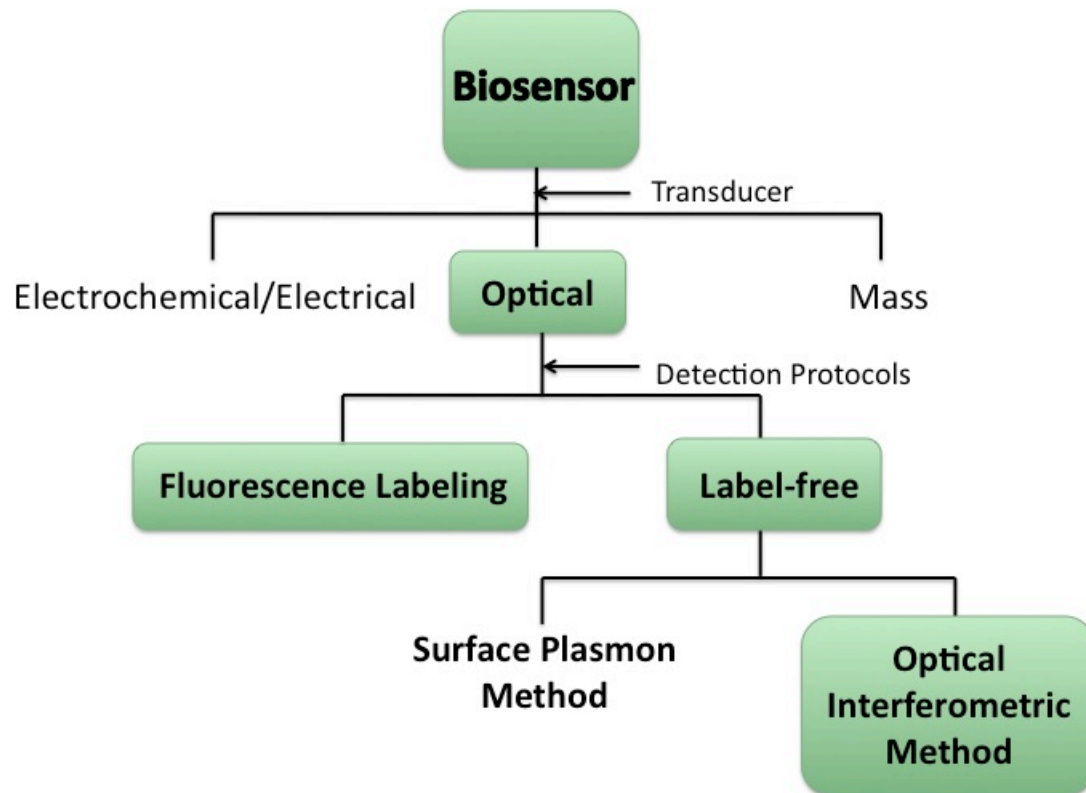 Biosensor
Transducer
Electrochemical/Electrical
Optical
Mass
Detection Protocols
Fluorescence Labeling
Label-free
Surface Plasmon
Method
Optical
Interferometric
Method